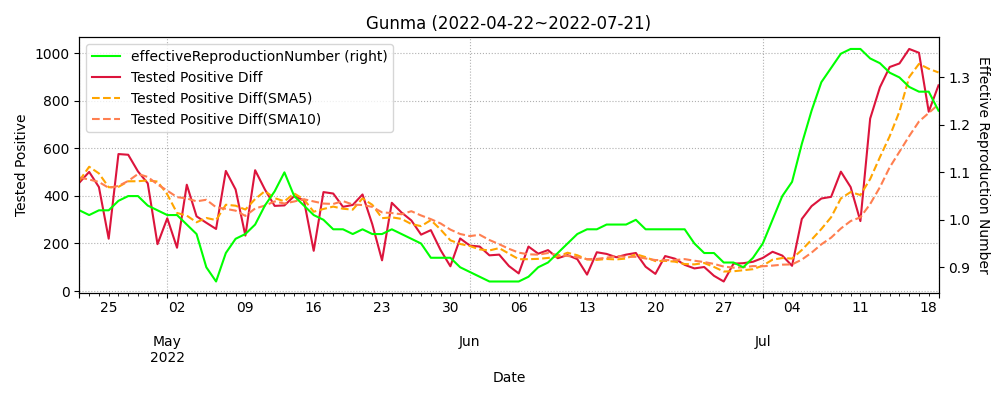 Gunma (2022-04-22~2022-07-21)
effectiveReproductionNumber (right)
Tested Positive Diff
Tested Positive Diff(SMA5)
Tested Positive Diff(SMA10)
Tested Positive
1000
800
600
400
200
0
1.3
1.2
1.1
1.0
0.9
Effective Reproduction Number
25 02 09 16 23 30 06 13 20 27 04 11 18
May Jun Jul
2022
Date